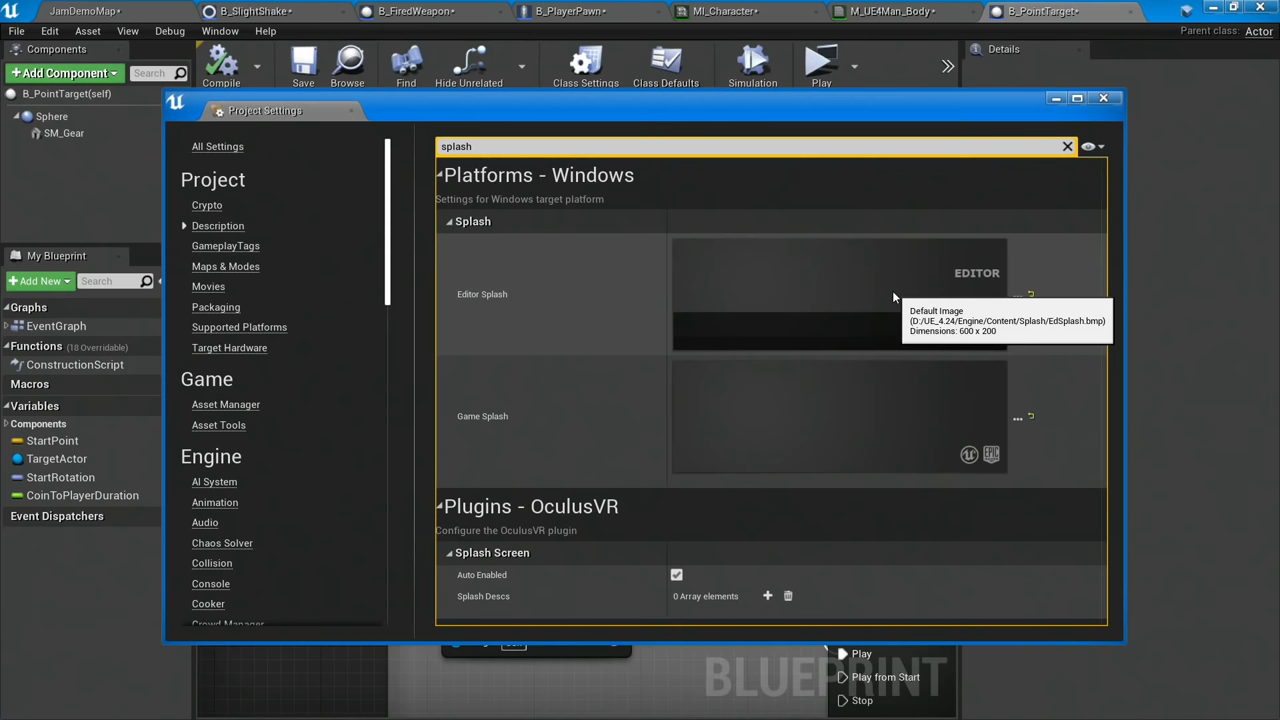 JamDemoMap*
B_SlightShake*
B_FiredWeapon*
B_PlayerPawn*
MI_Character*
M_UE4Man_Body*
B_PointTarget*
File Edit Asset View Debug Window Help
Parent class: Actor
Components
Details
+Add Component
Search
Compile
Save
Browse
Find
Hide Unrelated
Class Settings
Class Defaults
Simulation
Play
B_PointTarget(self)
Sphere
SM_Gear
My Blueprint
+Add New
Search
Graphs
EventGraph
Functions (18 Overridable)
ConstructionScript
Macros
Variables
Components
StartPoint
TargetActor
StartRotation
CoinToPlayerDuration
Event Dispatchers
Project Settings
All Settings
Project
Crypto
Description
GameplayTags
Maps & Modes
Movies
Packaging
Supported Platforms
Target Hardware
Game
Asset Manager
Asset Tools
Engine
AI System
Animation
Audio
Chaos Solver
Collision
Console
Cooker
Crowd Manager
splash
Platforms - Windows
Settings for Windows target platform
Splash
Editor Splash
EDITOR
Default Image
(D:/UE_4.24/Engine/Content/Splash/EdSplash.bmp)
Dimensions: 600 x 200
Game Splash
EPIC
Plugins - OculusVR
Configure the OculusVR plugin
Splash Screen
Auto Enabled
Splash Descs
0 Array elements
BLUEPRINT
Play
Play from Start
Stop